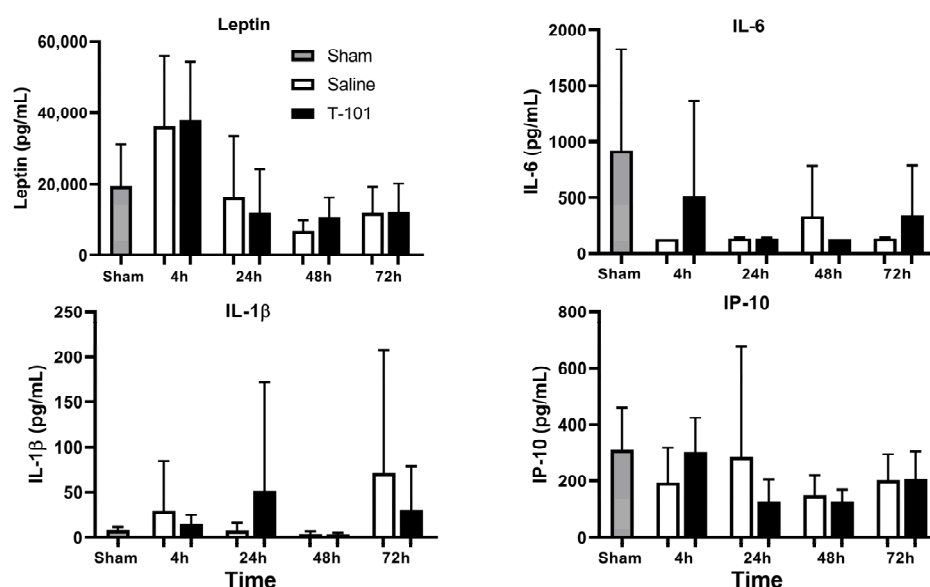 Leptin
60,000
40,000
20,000
0
Leptin (pg/mL)
Sham
Saline
T-101
Sham 4h 24h 48h 72h
IL-6
2000
1500
1000
500
0
IL-6 (pg/mL)
Sham 4h 24h 48h 72h
IL-1β
250
200
150
100
50
0
IL-1β (pg/mL)
Sham 4h 24h 48h 72h
Time
IP-10
800
600
400
200
0
IP-10 (pg/mL)
Sham 4h 24h 48h 72h
Time